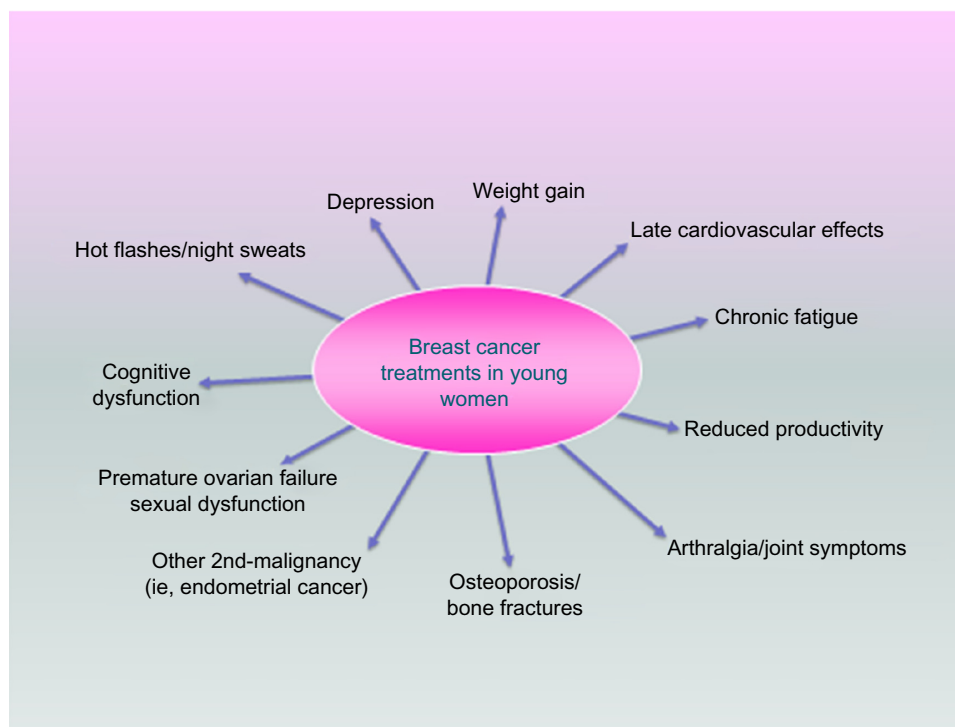 Weight gain
Depression
Late cardiovascular effects
Hot flashes/night sweats
Chronic fatigue
Breast cancer
treatments in young
women
Cognitive
dysfunction
Reduced productivity
Premature ovarian failure
sexual dysfunction
Arthralgia/joint symptoms
Other 2nd-malignancy
(ie, endometrial cancer)
Osteoporosis/
bone fractures